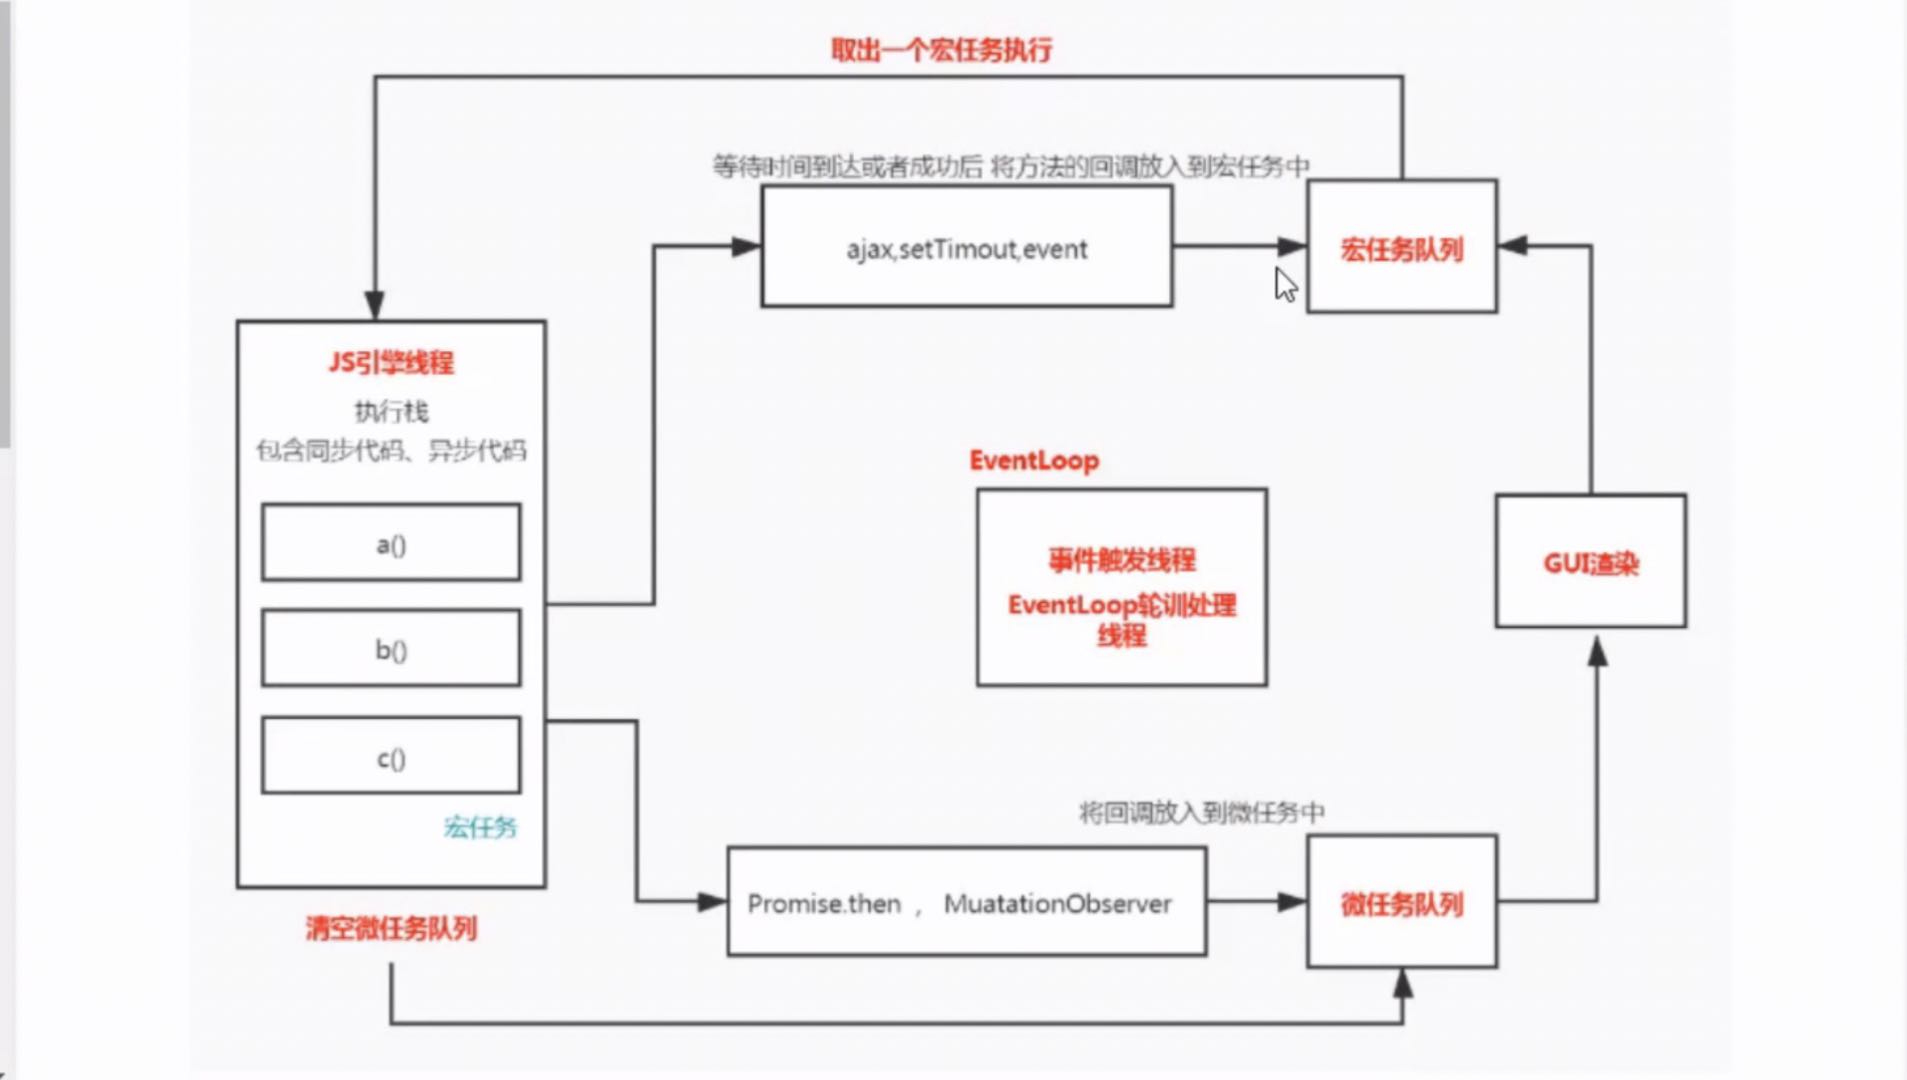 取出一个宏任务执行
等待时间到达或者成功后 将方法的回调放入到宏任务中
ajax,setTimout,event
宏任务队列
JS引擎线程
执行栈
包含同步代码、异步代码
a()
b()
c()
宏任务
清空微任务队列
EventLoop
事件触发线程
EventLoop轮训处理
线程
GUI渲染
将回调放入到微任务中
Promise.then ， MuatationObserver
微任务队列